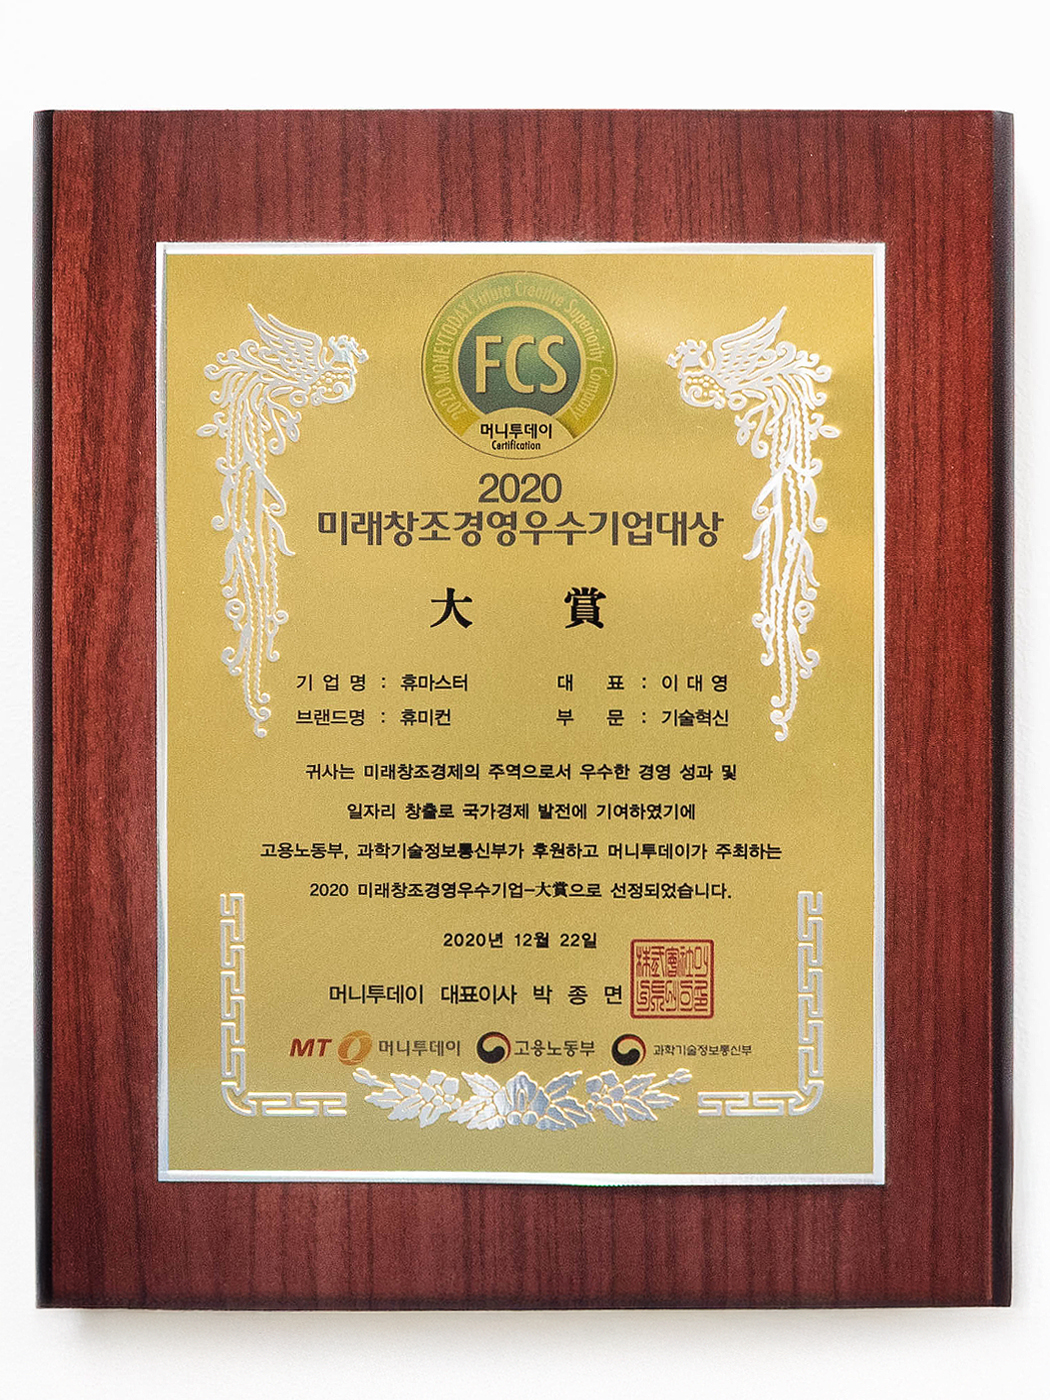 2020 MONEYTODAY Future Creative Superiority Company
FCS
머니투데이
Certification
2020
미래창조경영우수기업대상
大 賞
기 업 명 : 휴마스터 대 표 : 이 대 영
브랜드명 : 휴미컨 부 문 : 기술혁신
귀사는 미래창조경제의 주역으로서 우수한 경영 성과 및
일자리 창출로 국가경제 발전에 기여하였기에
고용노동부, 과학기술정보통신부가 후원하고 머니투데이가 주최하는
2020 미래창조경영우수기업-大賞으로 선정되었습니다.
2020년 12월 22일
머니투데이 대표이사 박 종 면
MT 머니투데이 고용노동부 과학기술정보통신부